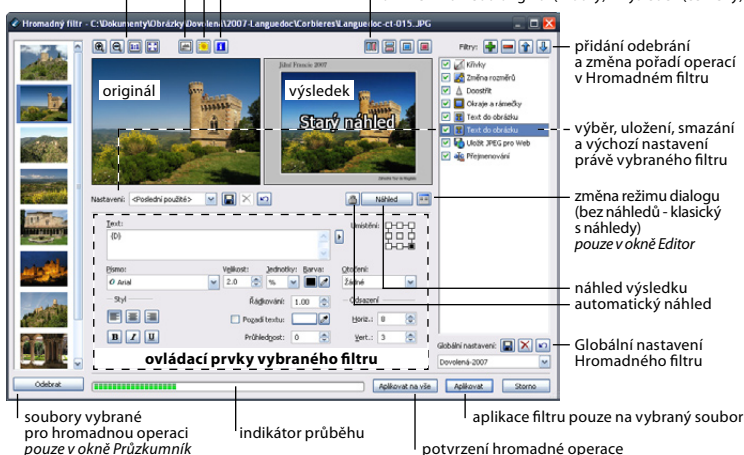 Hromadný filtr - C:\Dokumenty\Obrázky\Dovolená\2007-Languedoc\Corbieres\Languedoc-ct-015.JPG
Filtry:
přidání odebrání
a změna pořadí operací
v Hromadném filtru
originál
Jižní Francie 2007
výsledek
Starý náhled
Křivky
Změna rozměrů
Doostřit
Okraje a rámečky
Text do obrázku
Text do obrázku
Uložit JPEG pro Web
Přejmenování
výběr, uložení, smazání
a výchozí nastavení
právě vybraného filtru
Nastavení: <Poslední použité>
Náhled
změna režimu dialogu
(bez náhledů - klasický
s náhledy)
pouze v okně Editor
Text:
{D}
Umístění:
Písmo:
Velikost:
Jednotky:
Barva:
Otočení:
Arial
2.0
%
Žádné
náhled výsledku
automatický náhled
Styl
Řádkování: 1.00
Odsazení
Pozadí textu:
Horiz.: 8
B I U
Průhlednost: 0
Vert.: 3
ovládací prvky vybraného filtru
Globální nastavení:
Dovolená-2007
Globální nastavení
Hromadného filtru
Odebrat
Aplikovat na vše
Aplikovat
Storno
soubory vybrané
pro hromadnou operaci
pouze v okně Průzkumník
indikátor průběhu
aplikace filtru pouze na vybraný soubor
potvrzení hromadné operace